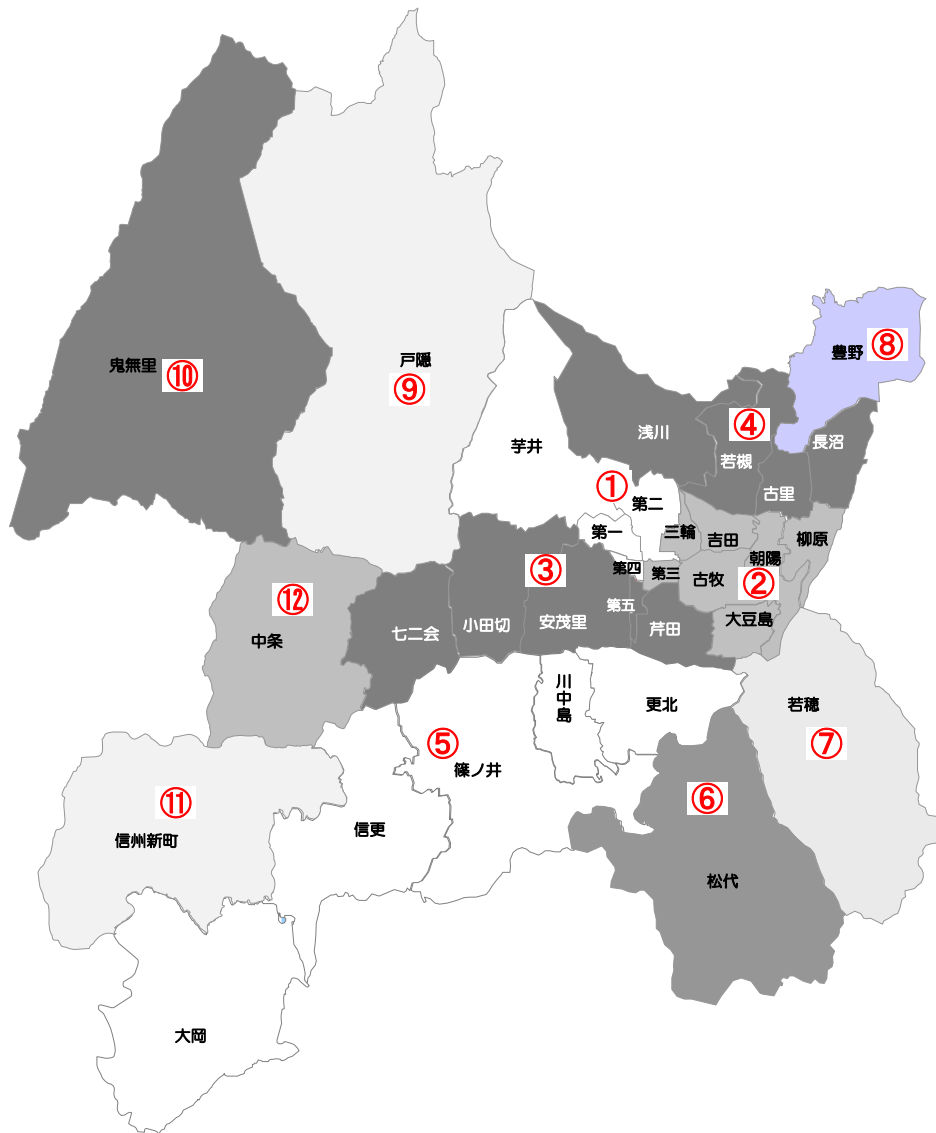 豊野
⑧
戸隠
⑨
鬼無里
⑩
④
浅川
長沼
芋井
若槻
①
古里
第二
第一
三輪
吉田
柳原
朝陽
③
第四
第三
古牧
②
⑫
第五
大豆島
安茂里
小田切
七二会
芹田
中条
川中島
更北
若穂
⑤
⑦
篠ノ井
⑥
⑪
信更
信州新町
松代
大岡